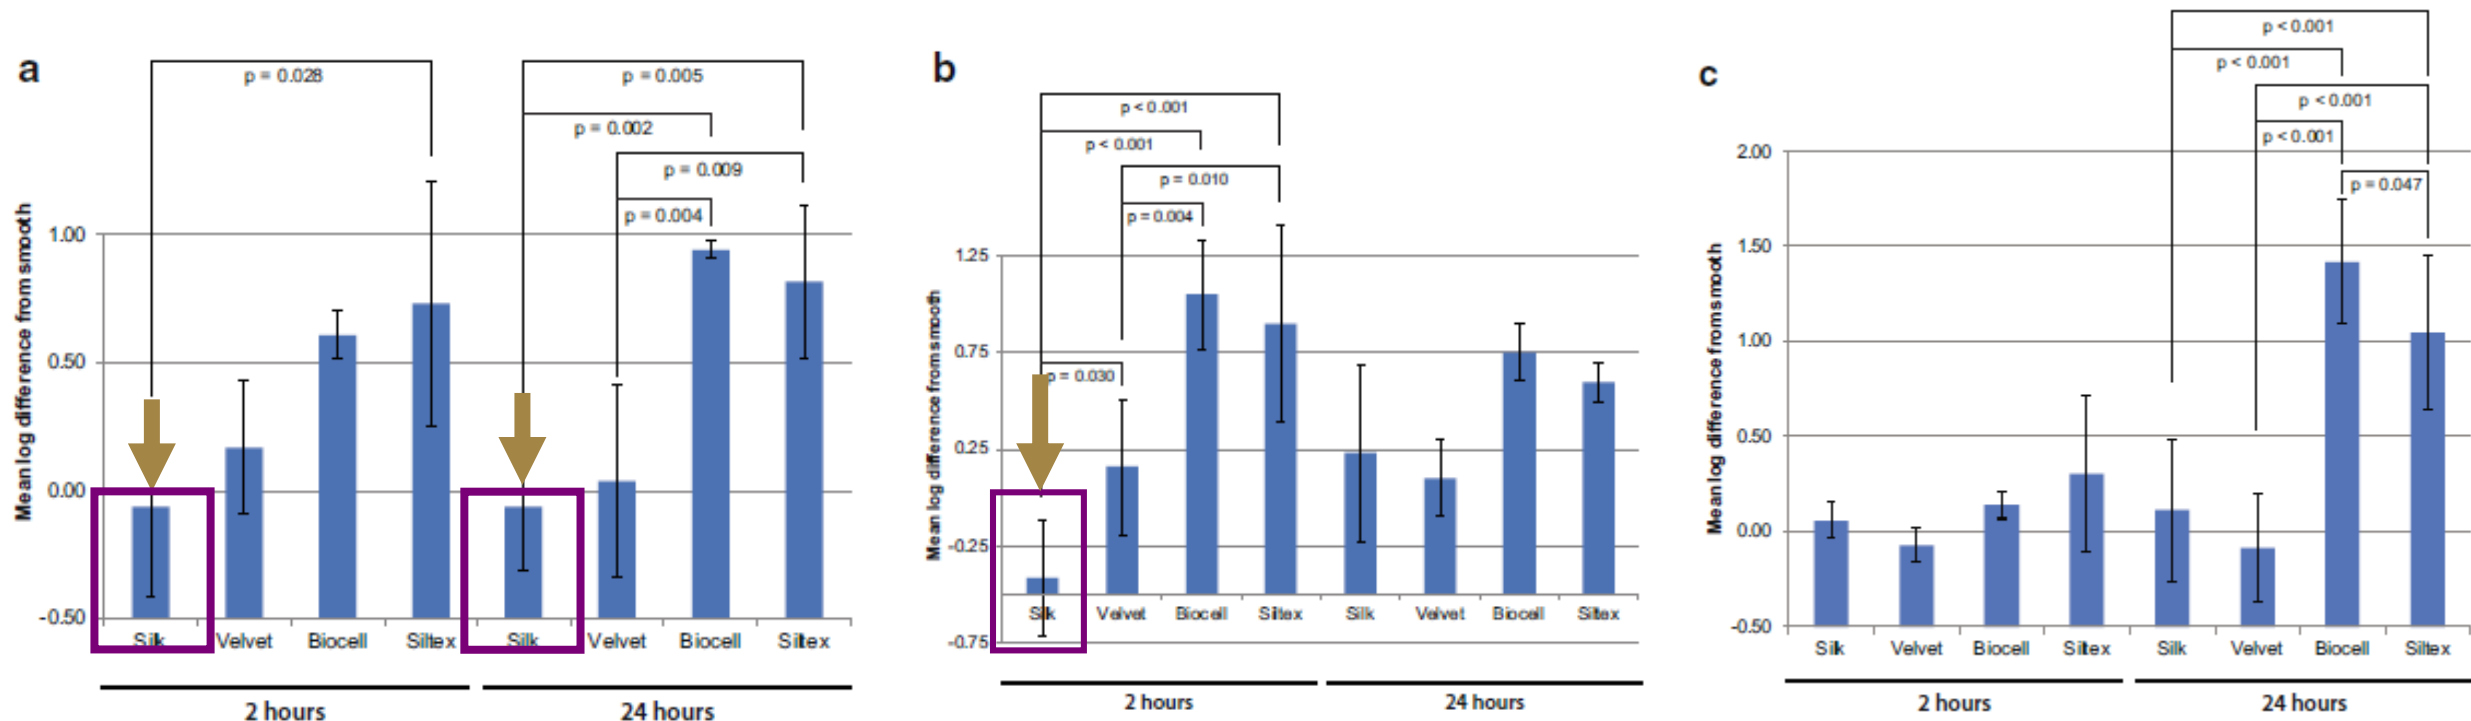 a
p = 0.028
p = 0.005
p = 0.002
p = 0.009
p = 0.004
Mean log difference from smooth
1.00
0.50
0.00
-0.50
Silk Velvet Biocell Siltex Silk Velvet Biocell Siltex
2 hours 24 hours
b
p < 0.001
p < 0.001
p = 0.010
p = 0.004
p = 0.030
Mean log difference from smooth
1.25
0.75
0.25
-0.25
-0.75
Silk Velvet Biocell Siltex Silk Velvet Biocell Siltex
2 hours 24 hours
c
p < 0.001
p < 0.001
p < 0.001
p < 0.001
p = 0.047
Mean log difference from smooth
2.00
1.50
1.00
0.50
0.00
-0.50
Silk Velvet Biocell Siltex Silk Velvet Biocell Siltex
2 hours 24 hours